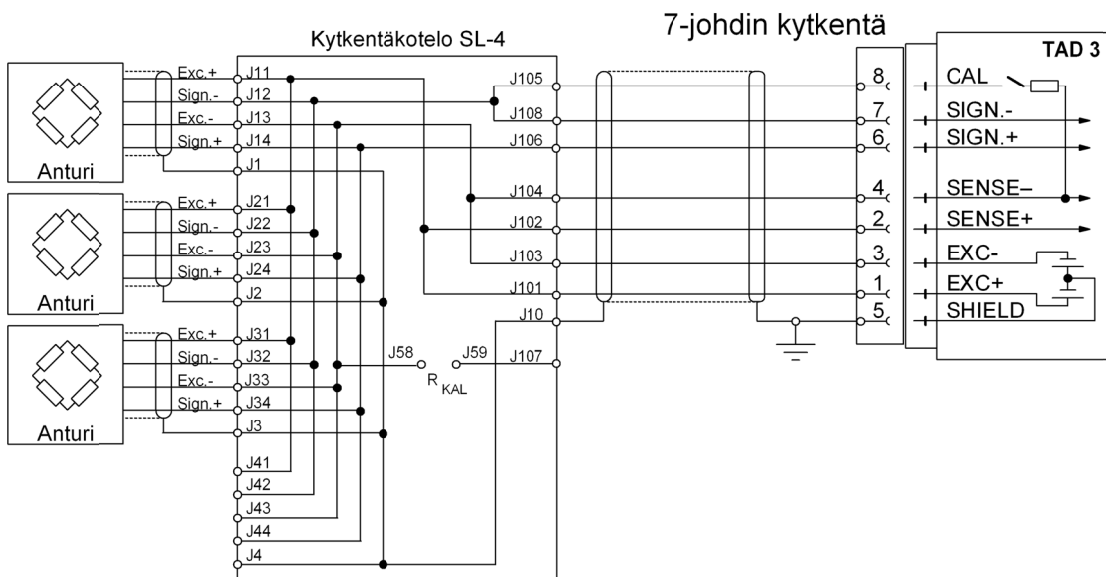 7-johdin kytkentä
Kytkentäkotelo SL-4
TAD 3
Exc.+ J11
Sign.- J12
Exc.- J13
Sign.+ J14
J1
Anturi
Exc.+ J21
Sign.- J22
Exc.- J23
Sign.+ J24
J2
Anturi
Exc.+ J31
Sign.- J32
Exc.- J33
Sign.+ J34
J3
Anturi
J41
J42
J43
J44
J4
J58 J59
R KAL
J105
J108
J106
J104
J102
J103
J101
J10
J107
8 CAL
7 SIGN.-
6 SIGN.+
4 SENSE–
2 SENSE+
3 EXC-
1 EXC+
5 SHIELD